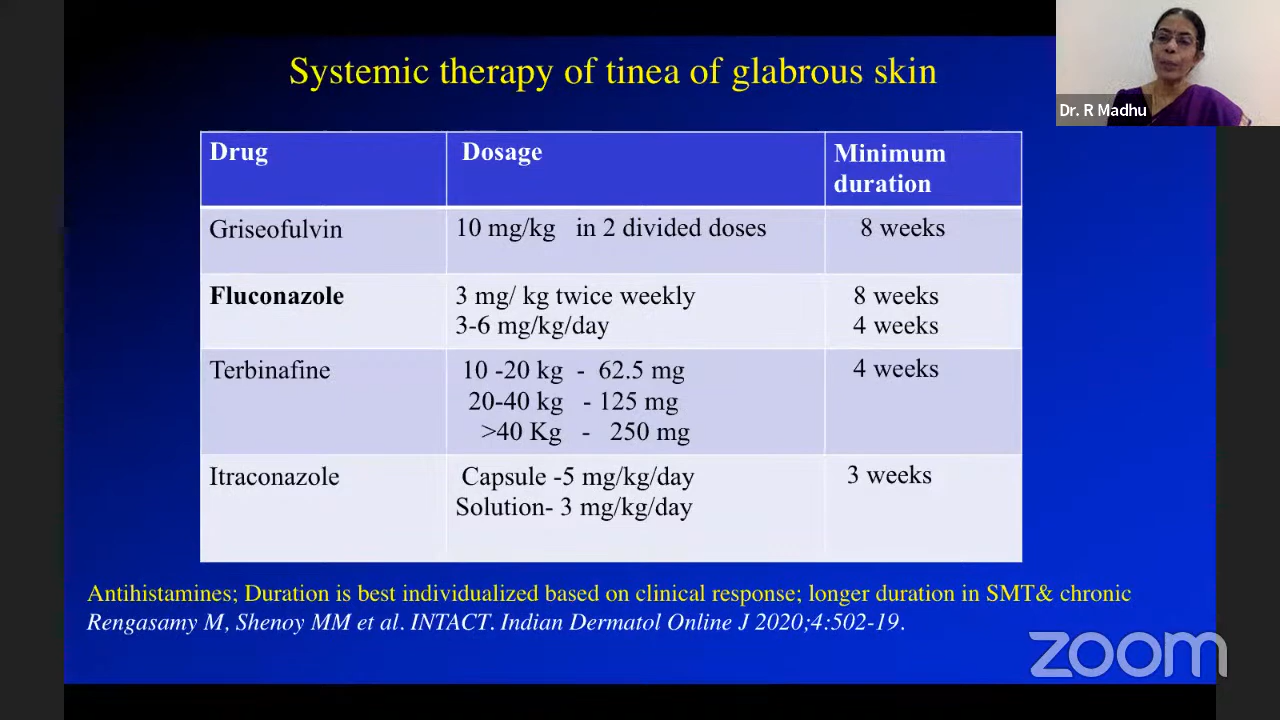 Systemic therapy of tinea of glabrous skin
Dr. R Madhu
Drug Dosage Minimum duration
Griseofulvin 10 mg/kg in 2 divided doses 8 weeks
Fluconazole 3 mg/ kg twice weekly 8 weeks
3-6 mg/kg/day 4 weeks
Terbinafine 10 -20 kg - 62.5 mg 4 weeks
20-40 kg - 125 mg
>40 Kg - 250 mg
Itraconazole Capsule -5 mg/kg/day 3 weeks
Solution- 3 mg/kg/day
Antihistamines; Duration is best individualized based on clinical response; longer duration in SMT& chronic
Rengasamy M, Shenoy MM et al. INTACT. Indian Dermatol Online J 2020;4:502-19.
zoom